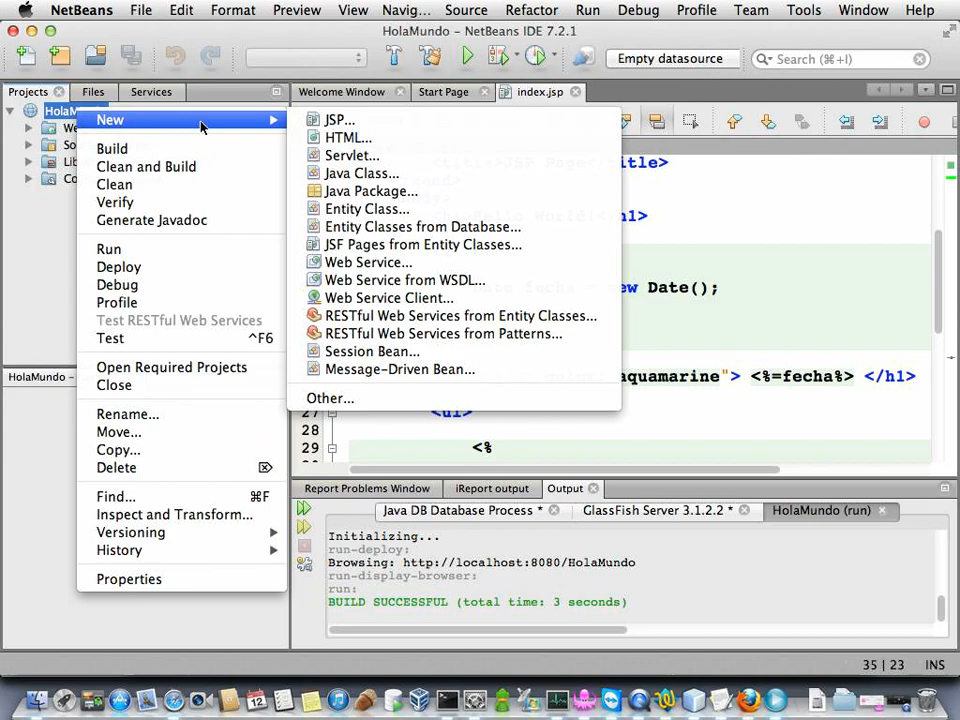 NetBeans File Edit Format Preview View Navig... Source Refactor Run Debug Profile Team Tools Window Help
HolaMundo - NetBeans IDE 7.2.1
Empty datasource
Search (⌘+I)
Projects Files Services
Welcome Window Start Page index.jsp
HolaM
New
Build
Clean and Build
Clean
Verify
Generate Javadoc
Run
Deploy
Debug
Profile
Test RESTful Web Services
Test ^F6
Open Required Projects
Close
Rename...
Move...
Copy...
Delete
Find... ⌘F
Inspect and Transform...
Versioning
History
Properties
JSP...
HTML...
Servlet...
Java Class...
Java Package...
Entity Class...
Entity Classes from Database...
JSF Pages from Entity Classes...
Web Service...
Web Service from WSDL...
Web Service Client...
RESTful Web Services from Entity Classes...
RESTful Web Services from Patterns...
Session Bean...
Message-Driven Bean...
Other...
title>
h1>
new Date();
aquamarine"> <%=fecha%> </h1>
27 <ul>
28
29 <%
HolaMundo -
Report Problems Window iReport output Output
Java DB Database Process * GlassFish Server 3.1.2.2 * HolaMundo (run)
Initializing...
run-deploy:
Browsing: http://localhost:8080/HolaMundo
run-display-browser:
run:
BUILD SUCCESSFUL (total time: 3 seconds)
35 | 23 INS
12